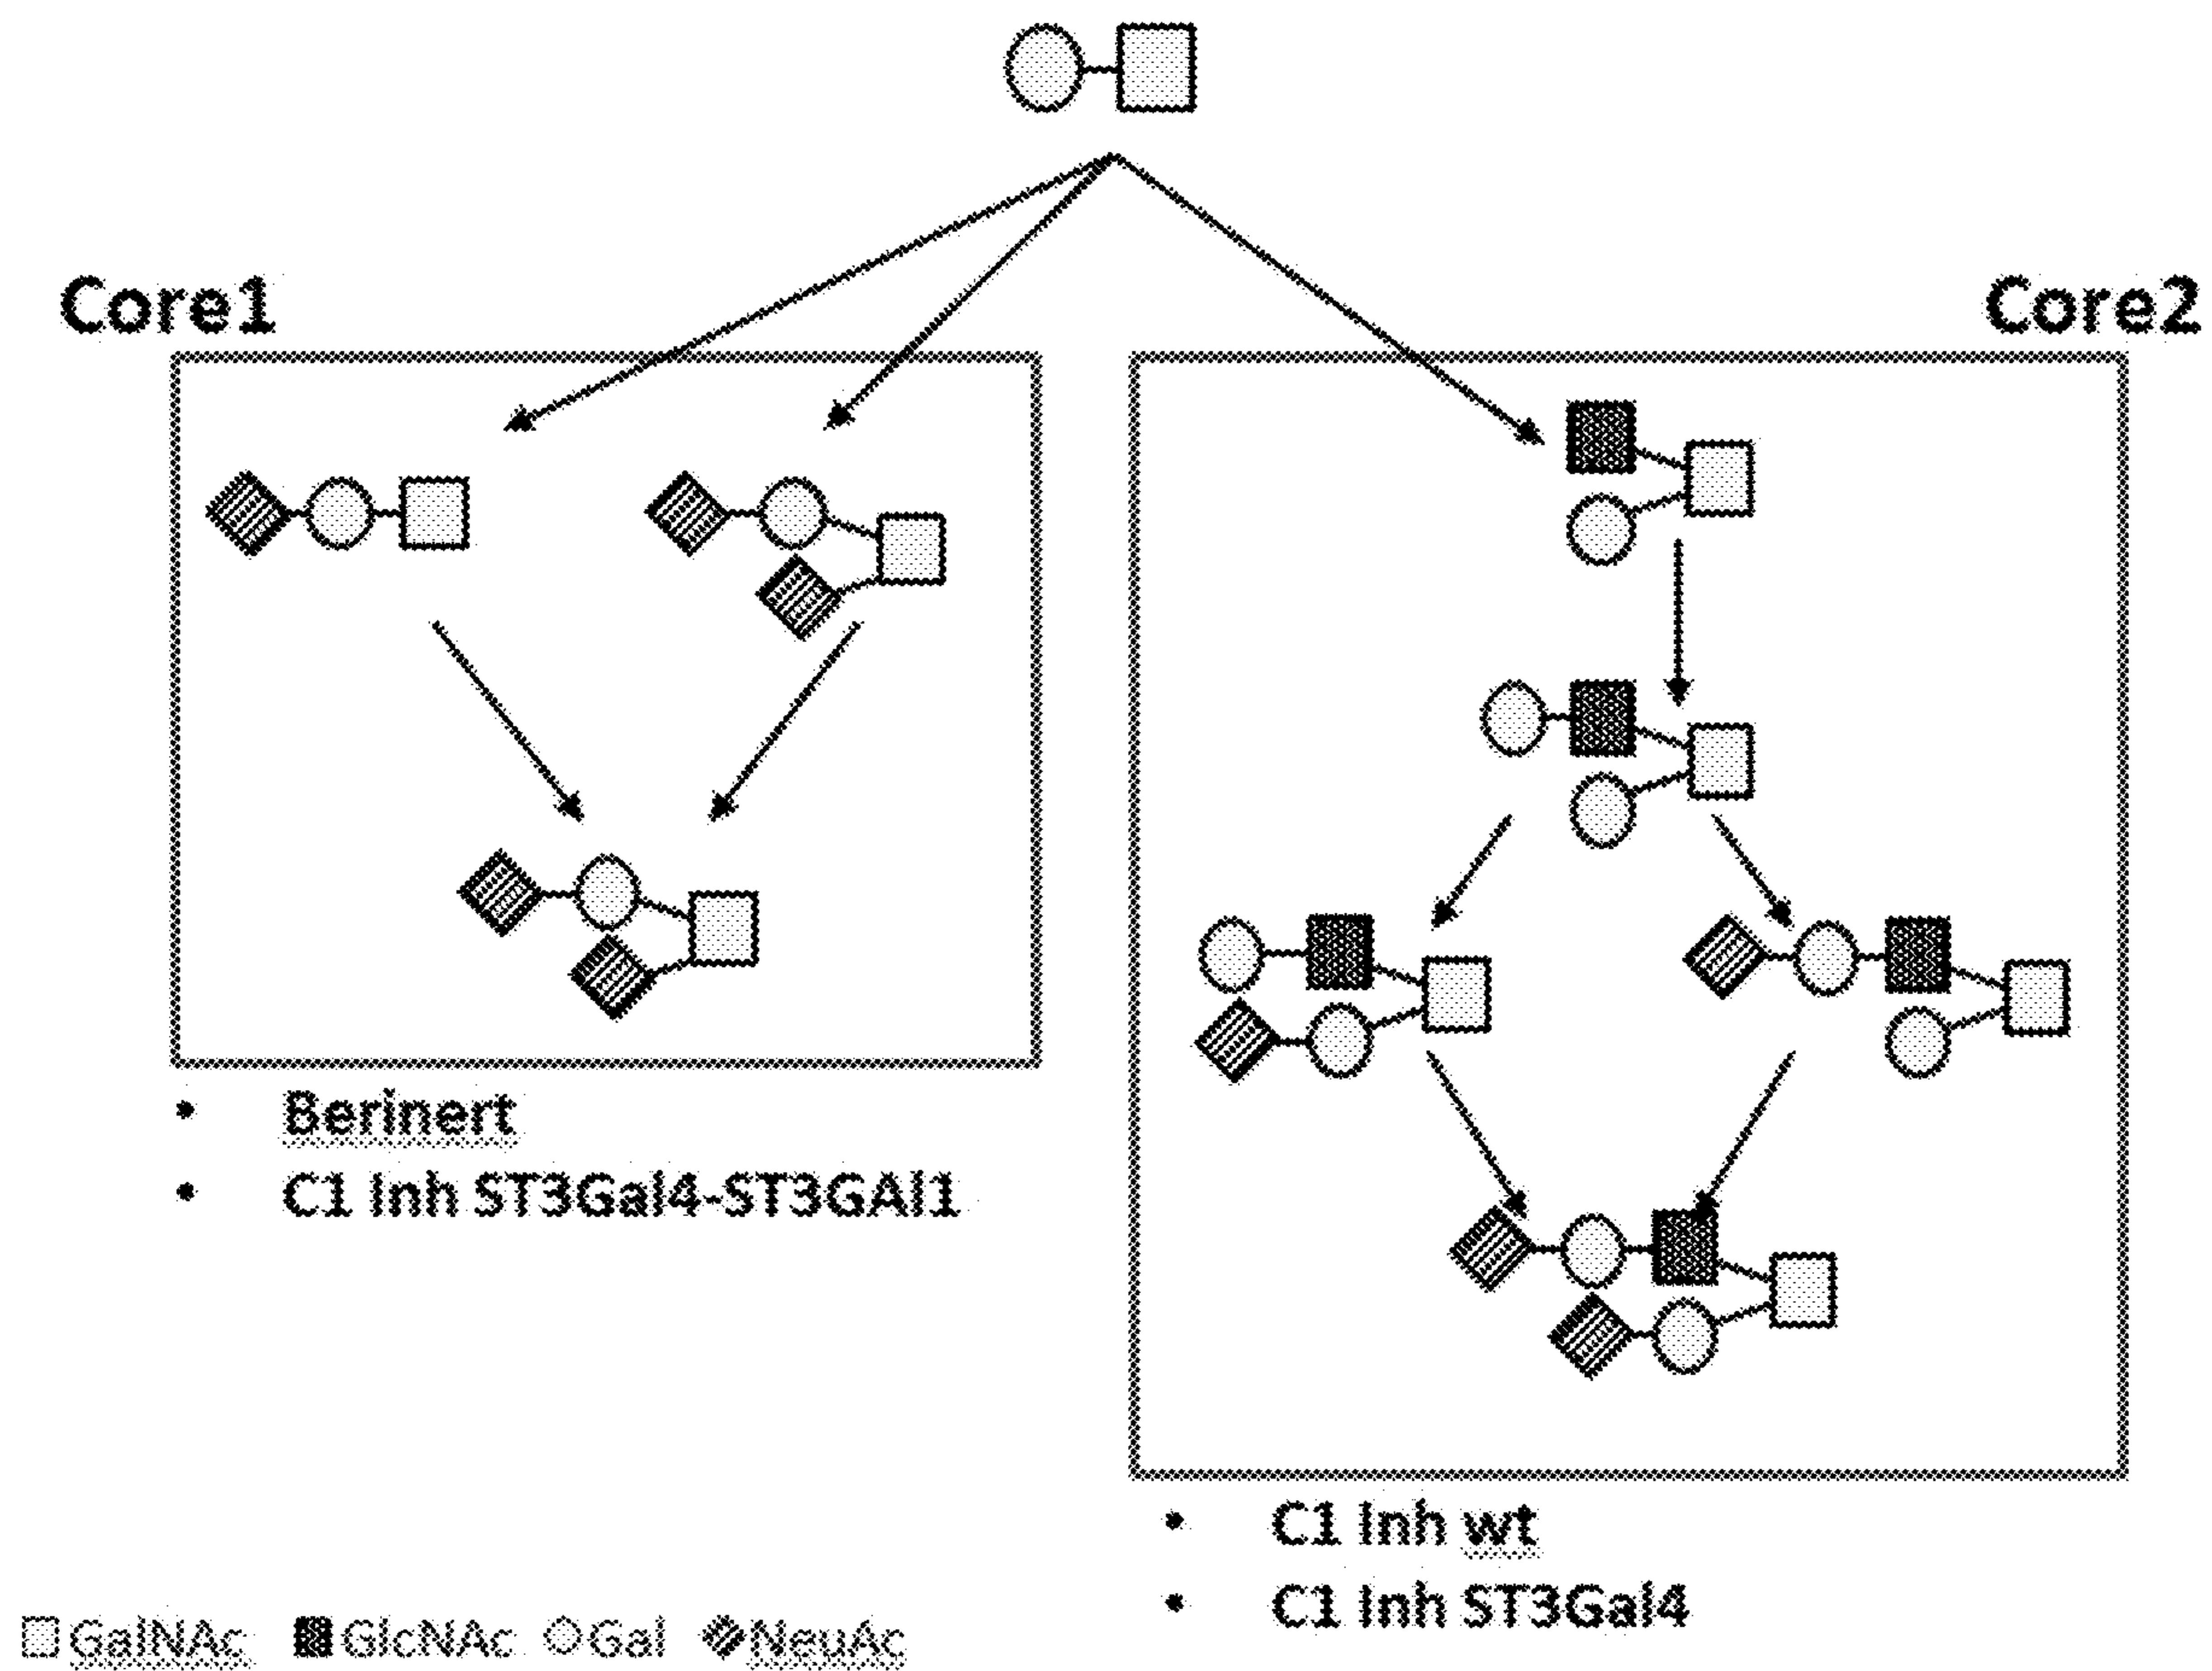 Core1
Core2
• Berinert
• C1 Inh ST3Gal4-ST3GAl1
• C1 Inh wt
• C1 Inh ST3Gal4
GalNAc GlcNAc Gal NeuAc